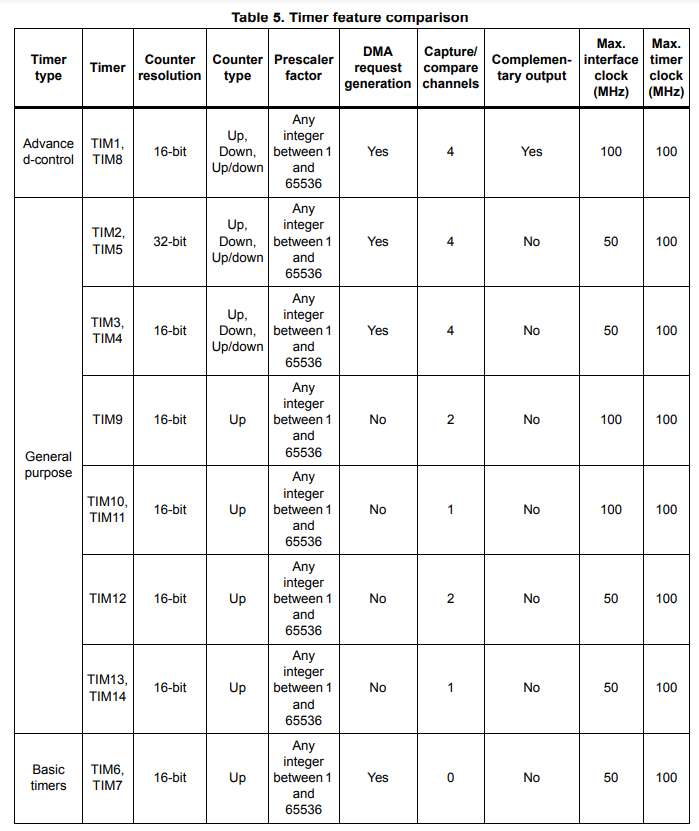 Table 5. Timer feature comparison
Timer type | Timer | Counter resolution | Counter type | Prescaler factor | DMA request generation | Capture/ compare channels | Complemen- tary output | Max. interface clock (MHz) | Max. timer clock (MHz)
Advance d-control | TIM1, TIM8 | 16-bit | Up, Down, Up/down | Any integer between 1 and 65536 | Yes | 4 | Yes | 100 | 100
General purpose | TIM2, TIM5 | 32-bit | Up, Down, Up/down | Any integer between 1 and 65536 | Yes | 4 | No | 50 | 100
TIM3, TIM4 | 16-bit | Up, Down, Up/down | Any integer between 1 and 65536 | Yes | 4 | No | 50 | 100
TIM9 | 16-bit | Up | Any integer between 1 and 65536 | No | 2 | No | 100 | 100
TIM10, TIM11 | 16-bit | Up | Any integer between 1 and 65536 | No | 1 | No | 100 | 100
TIM12 | 16-bit | Up | Any integer between 1 and 65536 | No | 2 | No | 50 | 100
TIM13, TIM14 | 16-bit | Up | Any integer between 1 and 65536 | No | 1 | No | 50 | 100
Basic timers | TIM6, TIM7 | 16-bit | Up | Any integer between 1 and 65536 | Yes | 0 | No | 50 | 100